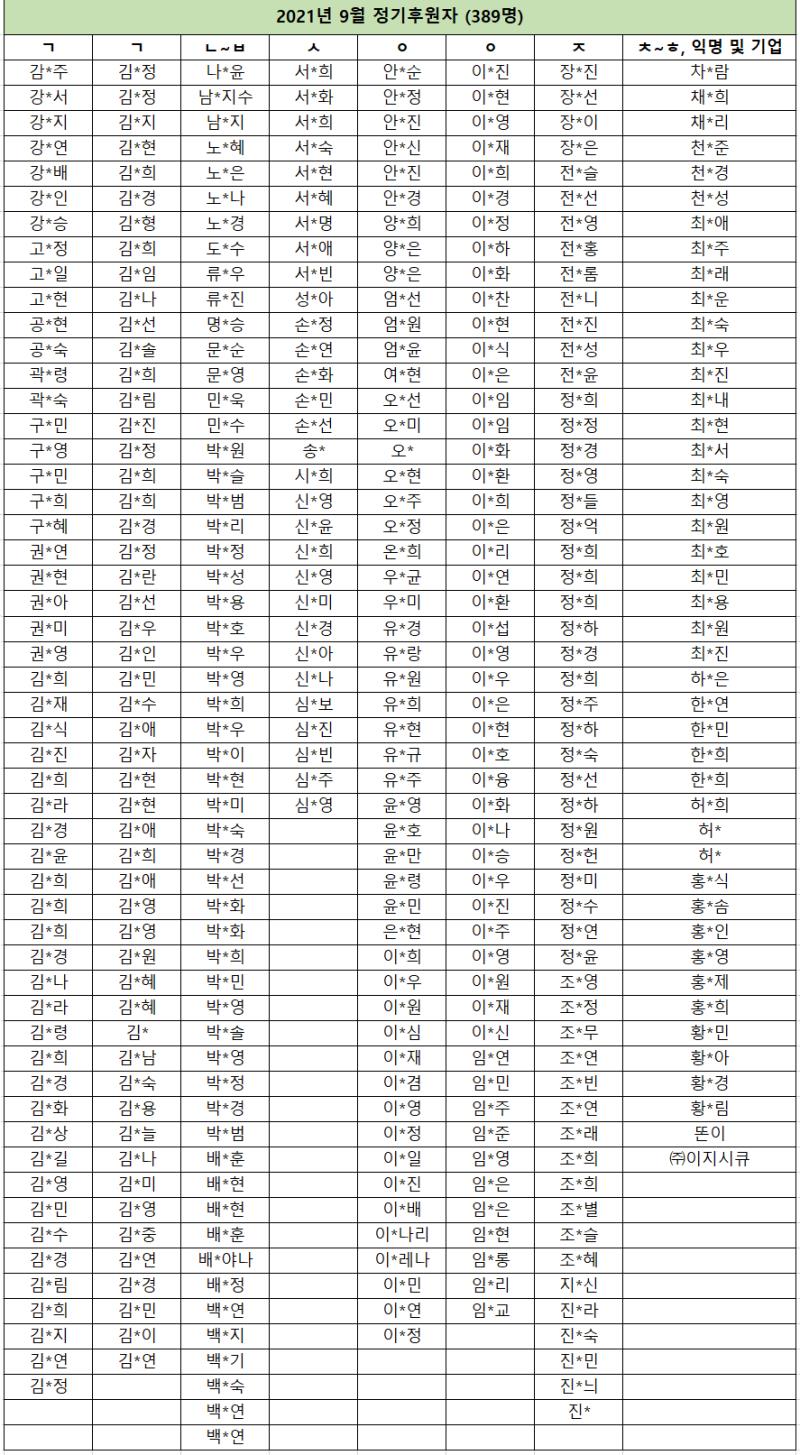 2021년 9월 정기후원자 (389명)
ㄱ ㄱ ㄴ~ㅂ ㅅ ㅇ ㅇ ㅈ ㅊ~ㅎ, 익명 및 기업
감*주 김*정 나*윤 서*희 안*순 이*진 장*진 차*람
강*서 김*정 남*지수 서*화 안*정 이*현 장*선 채*희
강*지 김*지 남*지 서*희 안*진 이*영 장*이 채*리
강*연 김*현 노*혜 서*숙 안*신 이*재 장*은 천*준
강*배 김*희 노*은 서*현 안*진 이*희 전*슬 천*경
강*인 김*경 노*나 서*혜 안*경 이*경 전*선 천*성
강*승 김*형 노*경 서*명 양*희 이*정 전*영 최*애
고*정 김*희 도*수 서*애 양*은 이*하 전*홍 최*주
고*일 김*임 류*우 서*빈 양*은 이*화 전*롬 최*래
고*현 김*나 류*진 성*아 엄*선 이*찬 전*니 최*운
공*현 김*선 명*승 손*정 엄*원 이*현 전*진 최*숙
공*숙 김*솔 문*순 손*연 엄*윤 이*식 전*성 최*우
곽*령 김*희 문*영 손*화 여*현 이*은 전*윤 최*진
곽*숙 김*림 민*욱 손*민 오*선 이*임 정*희 최*내
구*민 김*진 민*수 손*선 오*미 이*임 정*정 최*현
구*영 김*정 박*원 송* 오* 이*화 정*경 최*서
구*민 김*희 박*슬 시*희 오*현 이*환 정*영 최*숙
구*희 김*희 박*범 신*영 오*주 이*희 정*들 최*영
구*혜 김*경 박*리 신*윤 오*정 이*은 정*억 최*원
권*연 김*정 박*정 신*희 온*희 이*리 정*희 최*호
권*현 김*란 박*성 신*영 우*균 이*연 정*희 최*민
권*아 김*선 박*용 신*미 우*미 이*환 정*희 최*용
권*미 김*우 박*호 신*경 유*경 이*섭 정*하 최*원
권*영 김*인 박*우 신*아 유*랑 이*영 정*경 최*진
김*희 김*민 박*영 신*나 유*원 이*우 정*희 하*은
김*재 김*수 박*희 심*보 유*희 이*은 정*주 한*연
김*식 김*애 박*우 심*진 유*현 이*현 정*하 한*민
김*진 김*자 박*이 심*빈 유*규 이*호 정*숙 한*희
김*희 김*현 박*현 심*주 유*주 이*융 정*선 한*희
김*라 김*현 박*미 심*영 윤*영 이*화 정*하 허*희
김*경 김*애 박*숙 윤*호 이*나 정*원 허*
김*윤 김*희 박*경 윤*만 이*승 정*헌 허*
김*희 김*애 박*선 윤*령 이*우 정*미 홍*식
김*희 김*영 박*화 윤*민 이*진 정*수 홍*솜
김*희 김*영 박*화 은*현 이*주 정*연 홍*인
김*경 김*원 박*희 이*희 이*영 정*윤 홍*영
김*나 김*혜 박*민 이*우 이*원 조*영 홍*제
김*라 김*혜 박*영 이*원 이*재 조*정 홍*희
김*령 김* 박*솔 이*심 이*신 조*무 황*민
김*희 김*남 박*영 이*재 임*연 조*연 황*아
김*경 김*숙 박*정 이*겸 임*민 조*빈 황*경
김*화 김*용 박*경 이*영 임*주 조*연 황*림
김*상 김*늘 박*범 이*정 임*준 조*래 똔이
김*길 김*나 배*훈 이*일 임*영 조*희 ㈜이지시큐
김*영 김*미 배*현 이*진 임*은 조*희
김*민 김*영 배*현 이*배 임*은 조*별
김*수 김*중 배*훈 이*나리 임*현 조*슬
김*경 김*연 배*야나 이*레나 임*롱 조*혜
김*림 김*경 배*정 이*민 임*리 지*신
김*희 김*민 백*연 이*연 임*교 진*라
김*지 김*이 백*지 이*정 진*숙
김*연 김*연 백*기 진*민
김*정 백*숙 진*늬
백*연 진*
백*연